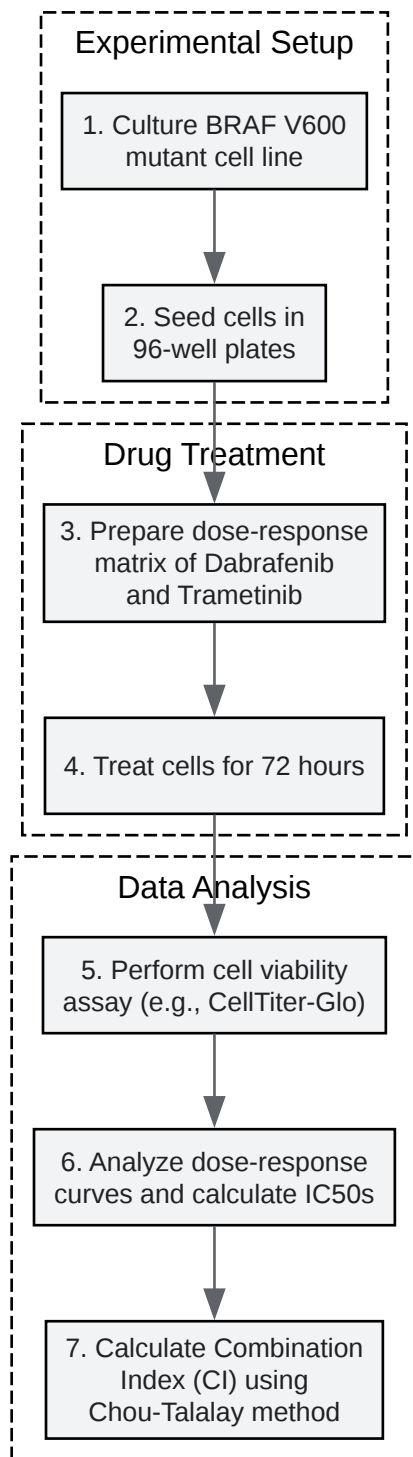 Experimental Setup
1. Culture BRAF V600
mutant cell line
2. Seed cells in
96-well plates
Drug Treatment
3. Prepare dose-response
matrix of Dabrafenib
and Trametinib
4. Treat cells for 72 hours
Data Analysis
5. Perform cell viability
assay (e.g., CellTiter-Glo)
6. Analyze dose-response
curves and calculate IC50s
7. Calculate Combination
Index (CI) using
Chou-Talalay method